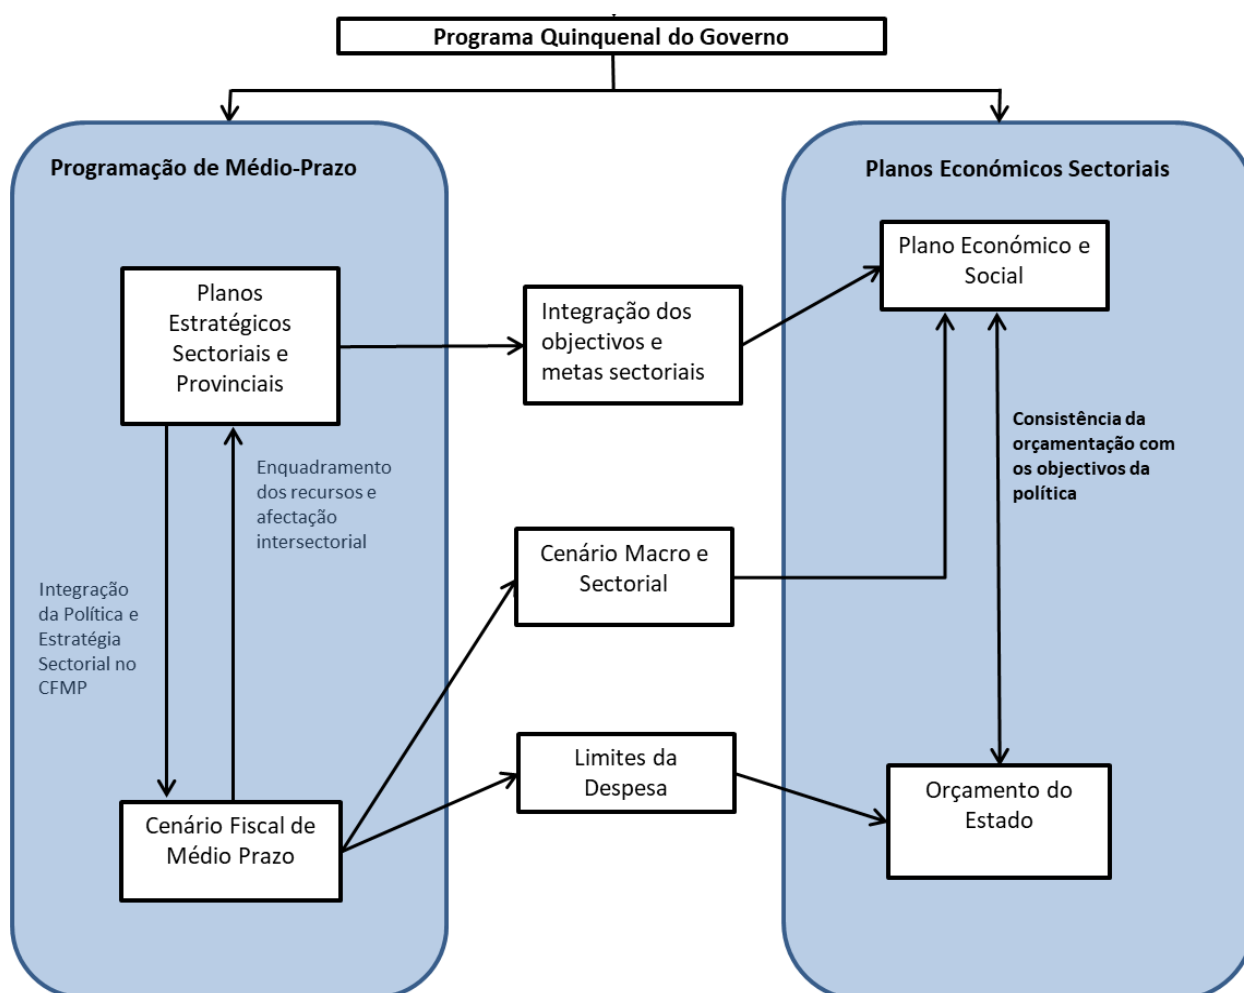 Programa Quinquenal do Governo
Programação de Médio-Prazo
Planos
Estratégicos
Sectoriais e
Provinciais
Enquadramento
dos recursos e
afectação
intersectorial
Integração
da Política e
Estratégia
Sectorial no
CFMP
Cenário Fiscal de
Médio Prazo
Integração dos
objectivos e
metas sectoriais
Cenário Macro e
Sectorial
Limites da
Despesa
Planos Económicos Sectoriais
Plano Económico e
Social
Consistência da
orçamentação com
os objectivos da
política
Orçamento do
Estado